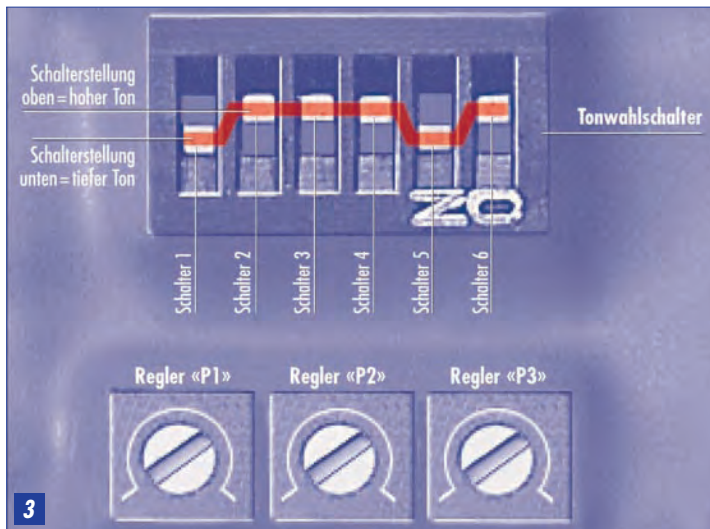 Schalterstellung
oben = hoher Ton
Schalterstellung
unten = tiefer Ton
Tonwahlschalter
Schalter 1
Schalter 2
Schalter 3
Schalter 4
Schalter 5
Schalter 6
NO
Regler «P1»
Regler «P2»
Regler «P3»
3